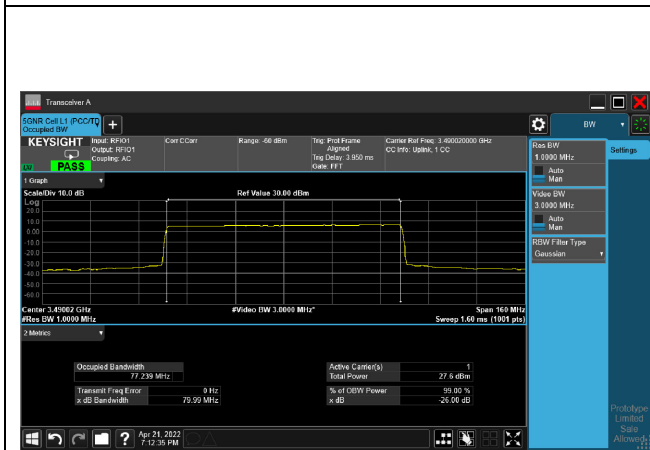 Transceiver A
5GNR Cell L1 (PCC/TQ
Occupied BW
KEYSIGHT
PASS
Input: RFIO1
Output: RFIO1
Coupling: AC
Corr CCorr
Range: -60 dBm
Trig: Prot Frame
Aligned
Trig Delay: 3.950 ms
Gate: FFT
Carrier Ref Freq: 3.490020000 GHz
CC Info: Uplink, 1 CC
BW
Res BW
1.0000 MHz
Auto
Man
Video BW
3.0000 MHz
Auto
Man
RBW Filter Type
Gaussian
Settings
1 Graph
Scale/Div 10.0 dB
Ref Value 30.00 dBm
Log
20.0
10.0
0.00
-10.0
-20.0
-30.0
-40.0
-50.0
-60.0
Center 3.49002 GHz
#Video BW 3.0000 MHz*
Span 160 MHz
#Res BW 1.0000 MHz
Sweep 1.60 ms (1001 pts)
2 Metrics
Occupied Bandwidth
77.239 MHz
Transmit Freq Error 0 Hz
x dB Bandwidth 79.99 MHz
Active Carrier(s) 1
Total Power 27.6 dBm
% of OBW Power 99.00 %
x dB -26.00 dB
Apr 21, 2022
7:12:35 PM
Prototype
Limited
Sale
Allowed